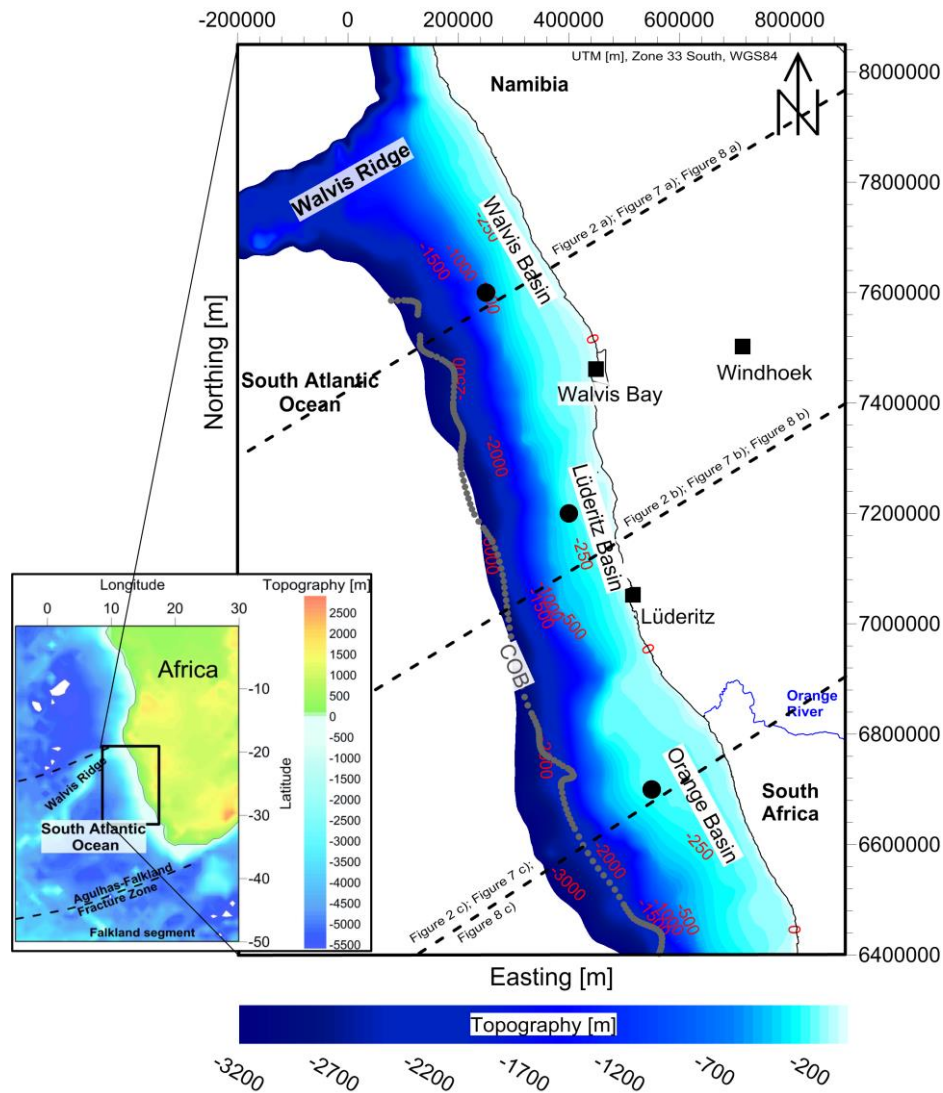 -200000 0 200000 400000 600000 800000
UTM [m], Zone 33 South, WGS84
8000000
Namibia
Walvis Ridge
Figure 2 a); Figure 7 a); Figure 8 a)
7800000
Walvis Basin
-250
-1000
-1500
7600000
Northing [m]
0
Windhoek
Walvis Bay
South Atlantic
Ocean
7400000
Figure 2 b); Figure 7 b); Figure 8 b)
-2000
Lüderitz Basin
7200000
-250
-1000
-500
-1500
Lüderitz
7000000
0
COB
Orange
River
6800000
Orange Basin
South
Africa
-250
6600000
-2000
-3000
Figure 2 c); Figure 7 c);
Figure 8 c)
-500
0
6400000
Easting [m]
Longitude
0 10 20 30
Topography [m]
2500
2000
1500
1000
500
0
-500
-1000
-1500
-2000
-2500
-3000
-3500
-4000
-4500
-5000
-5500
Africa
-10
-20
-30
-40
-50
Latitude
Walvis Ridge
South Atlantic
Ocean
Agulhas-Falkland
Fracture Zone
Falkland segment
Topography [m]
-3200 -2700 -2200 -1700 -1200 -700 -200